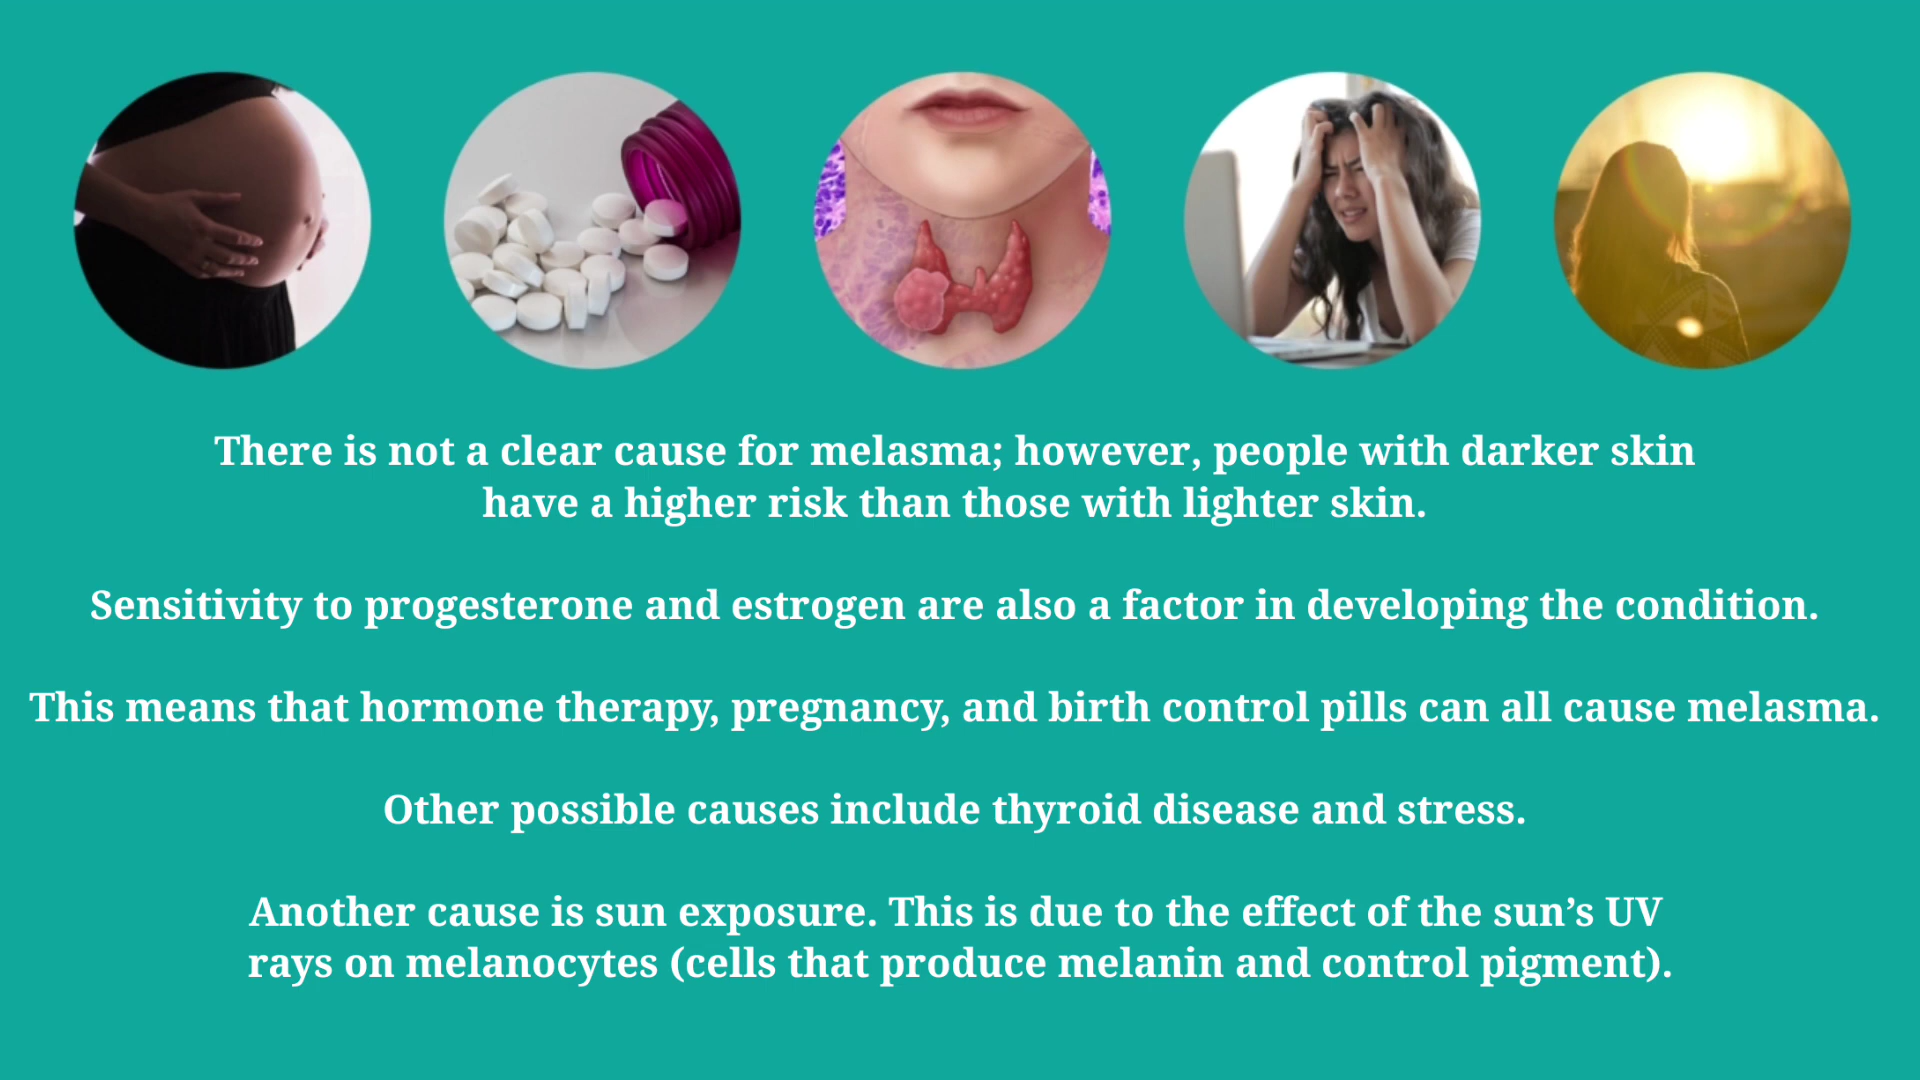 There is not a clear cause for melasma; however, people with darker skin
have a higher risk than those with lighter skin.
Sensitivity to progesterone and estrogen are also a factor in developing the condition.
This means that hormone therapy, pregnancy, and birth control pills can all cause melasma.
Other possible causes include thyroid disease and stress.
Another cause is sun exposure. This is due to the effect of the sun’s UV
rays on melanocytes (cells that produce melanin and control pigment).